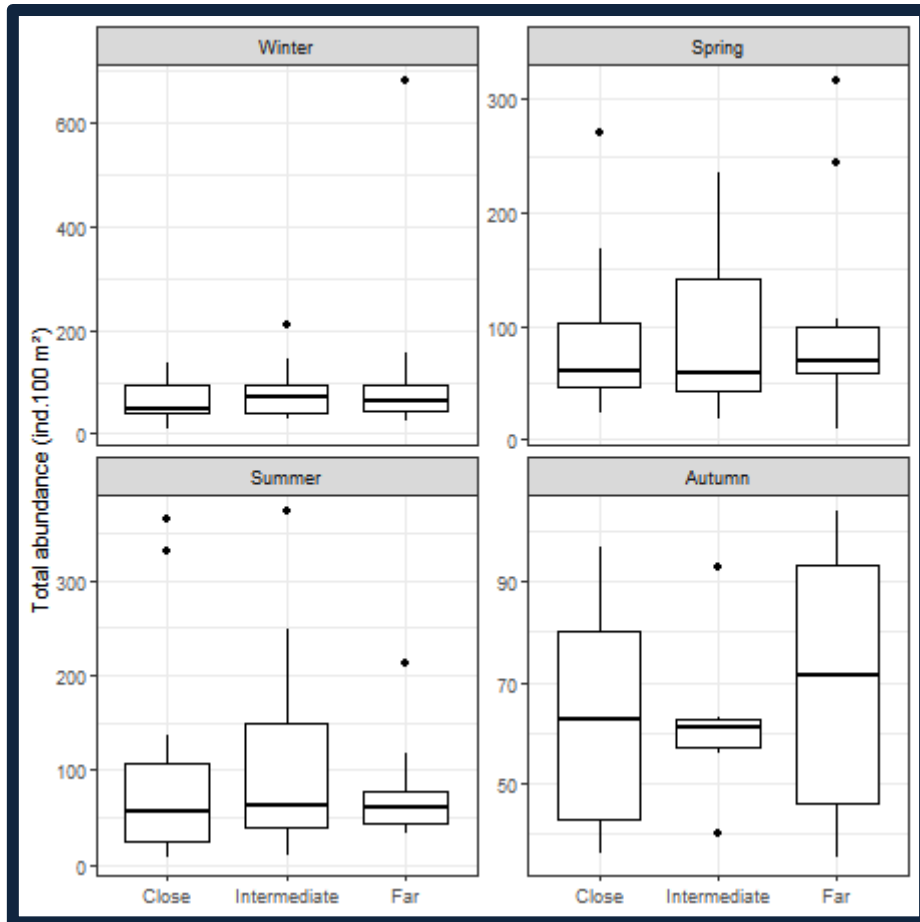 Total abundance (ind.100 m²)
Winter
600
400
200
0
Spring
300
200
100
0
Summer
300
200
100
0
Close
Intermediate
Far
Autumn
90
70
50
Close
Intermediate
Far